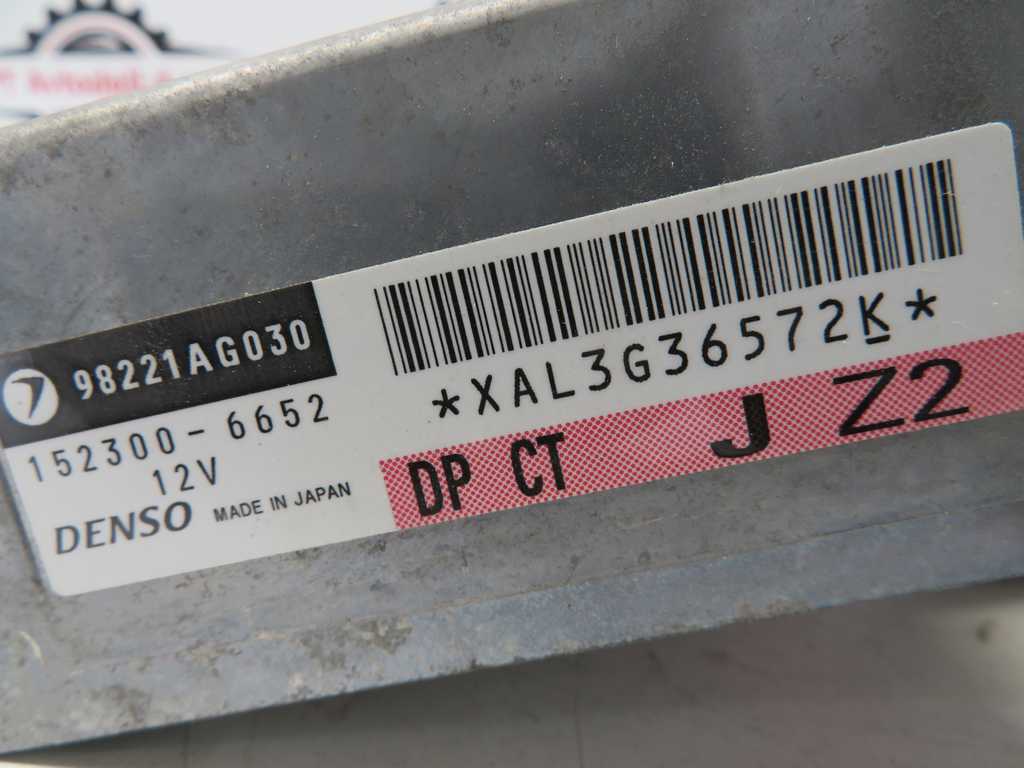 98221AG030
152300-6652
12V
DENSO MADE IN JAPAN
*XAL3G36572K*
DP CT J Z2